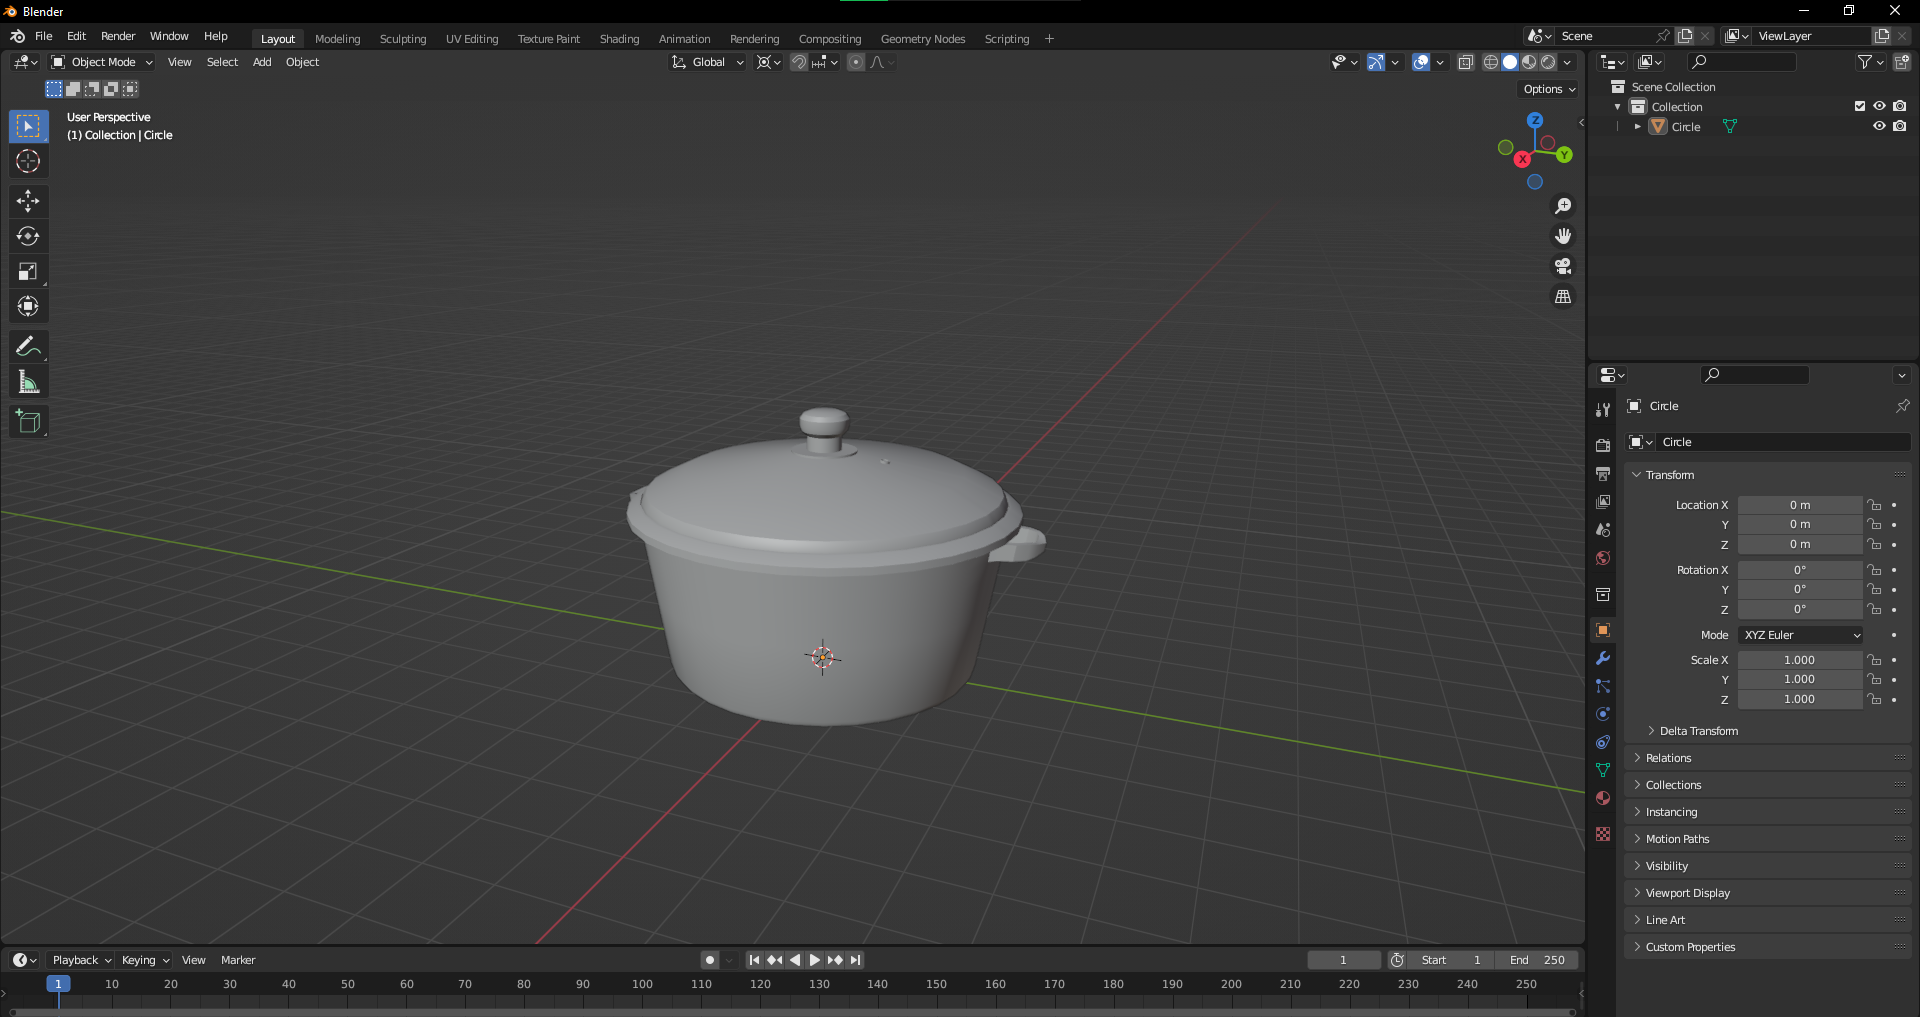 Blender
File Edit Render Window Help Layout Modeling Sculpting UV Editing Texture Paint Shading Animation Rendering Compositing Geometry Nodes Scripting + Scene ViewLayer
Object Mode View Select Add Object Global
Options
User Perspective
(1) Collection | Circle
Z
Y
X
Scene Collection
Collection
Circle
Circle
Circle
Transform
Location X 0 m
Y 0 m
Z 0 m
Rotation X 0°
Y 0°
Z 0°
Mode XYZ Euler
Scale X 1.000
Y 1.000
Z 1.000
Delta Transform
Relations
Collections
Instancing
Motion Paths
Visibility
Viewport Display
Line Art
Custom Properties
Playback Keying View Marker 1 Start 1 End 250
1 10 20 30 40 50 60 70 80 90 100 110 120 130 140 150 160 170 180 190 200 210 220 230 240 250